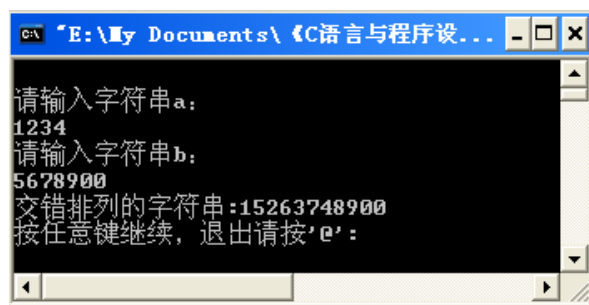 "E:\My Documents\《C语言与程序设...
请输入字符串a：
1234
请输入字符串b：
5678900
交错排列的字符串:15263748900
按任意键继续，退出请按'@':